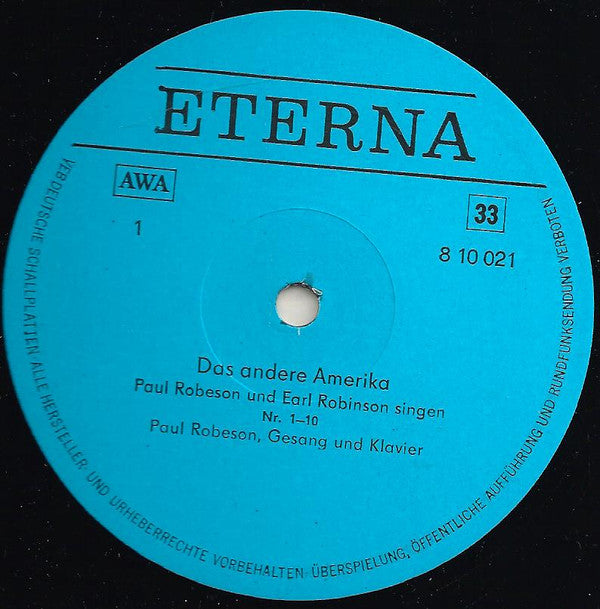 ETERNA
AWA
33
1
8 10 021
Das andere Amerika
Paul Robeson und Earl Robinson singen
Nr. 1–10
Paul Robeson, Gesang und Klavier
VEB DEUTSCHE SCHALLPLATTEN ALLE HERSTELLER- UND URHEBERRECHTE VORBEHALTEN · ÜBERSPIELUNG, ÖFFENTLICHE AUFFÜHRUNG UND RUNDFUNKSENDUNG VERBOTEN